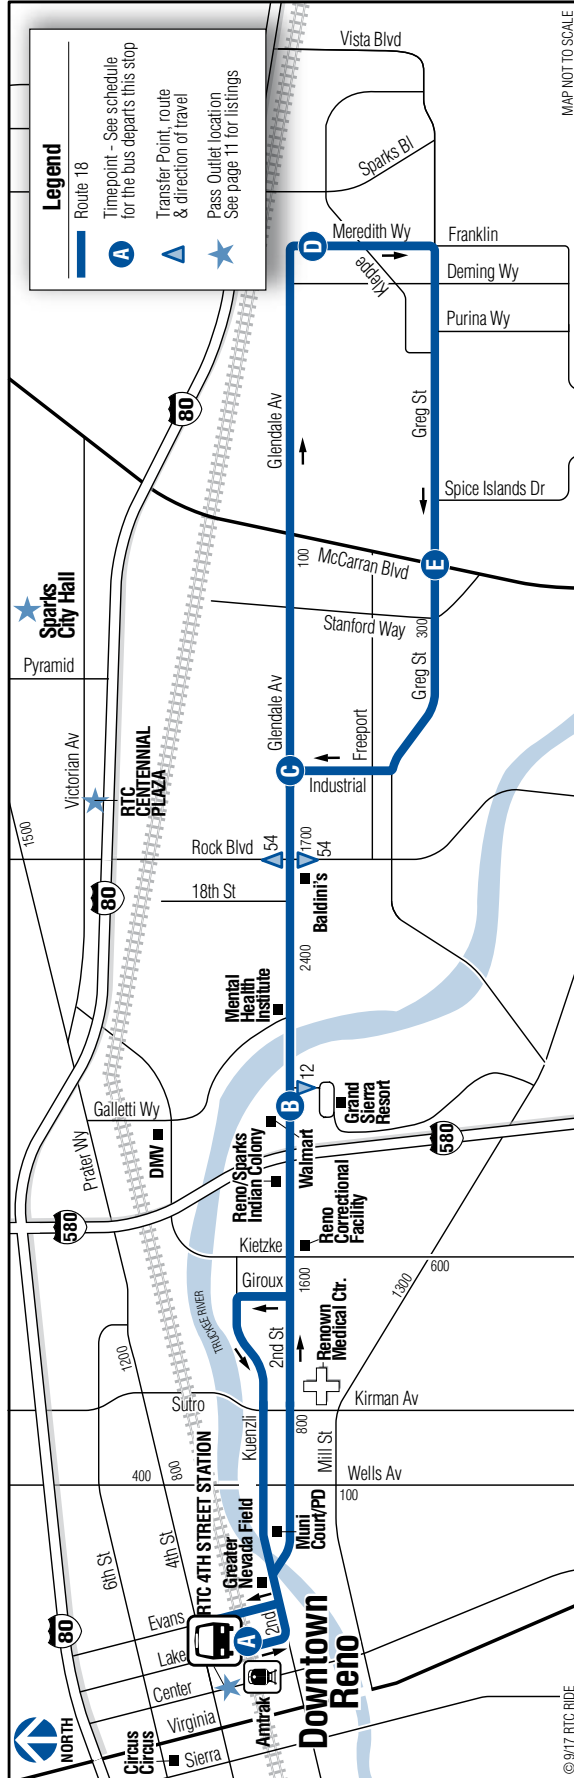 NORTH
Circus
Circus
Sierra
Virginia
Center
Lake
Evans
6th St
4th St
80
400
800
1200
RTC 4TH STREET STATION
Amtrak
A
2nd
Downtown
Reno
Greater
Nevada Field
Muni
Court/PD
Wells Av
100
Sutro
Kuenzli
Kirman Av
Mill St
800
2nd St
Renown
Medical Ctr.
TRUCKEE RIVER
Giroux
1600
1300
Kietzke
600
Reno
Correctional
Facility
580
Prater Wy
DMV
Galletti Wy
Reno/Sparks
Indian Colony
Walmart
580
B
12
Grand
Sierra
Resort
Mental
Health
Institute
2400
18th St
Baldini's
Rock Blvd
54
1700
54
80
1500
Victorian Av
RTC
CENTENNIAL
PLAZA
Pyramid
Sparks
City Hall
C
Industrial
Freeport
Glendale Av
Greg St
300
Stanford Way
McCarran Blvd
100
E
80
Glendale Av
Spice Islands Dr
Greg St
Purina Wy
Deming Wy
Kleppe
D
Meredith Wy
Franklin
Sparks Bl
Vista Blvd
Legend
Route 18
A
Timepoint - See schedule
for the bus departs this stop
Transfer Point, route
& direction of travel
Pass Outlet location
See page 11 for listings
MAP NOT TO SCALE
© 9/17 RTC RIDE